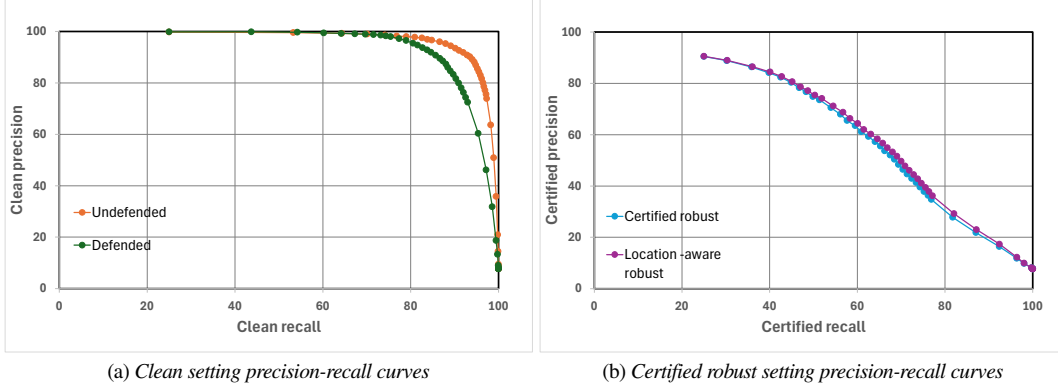 100
80
60
40
20
0
Clean precision
Undefended
Defended
0
20
40
60
80
100
Clean recall
(a) Clean setting precision-recall curves
100
80
60
40
20
0
Certified precision
Certified robust
Location -aware
robust
0
20
40
60
80
100
Certified recall
(b) Certified robust setting precision-recall curves